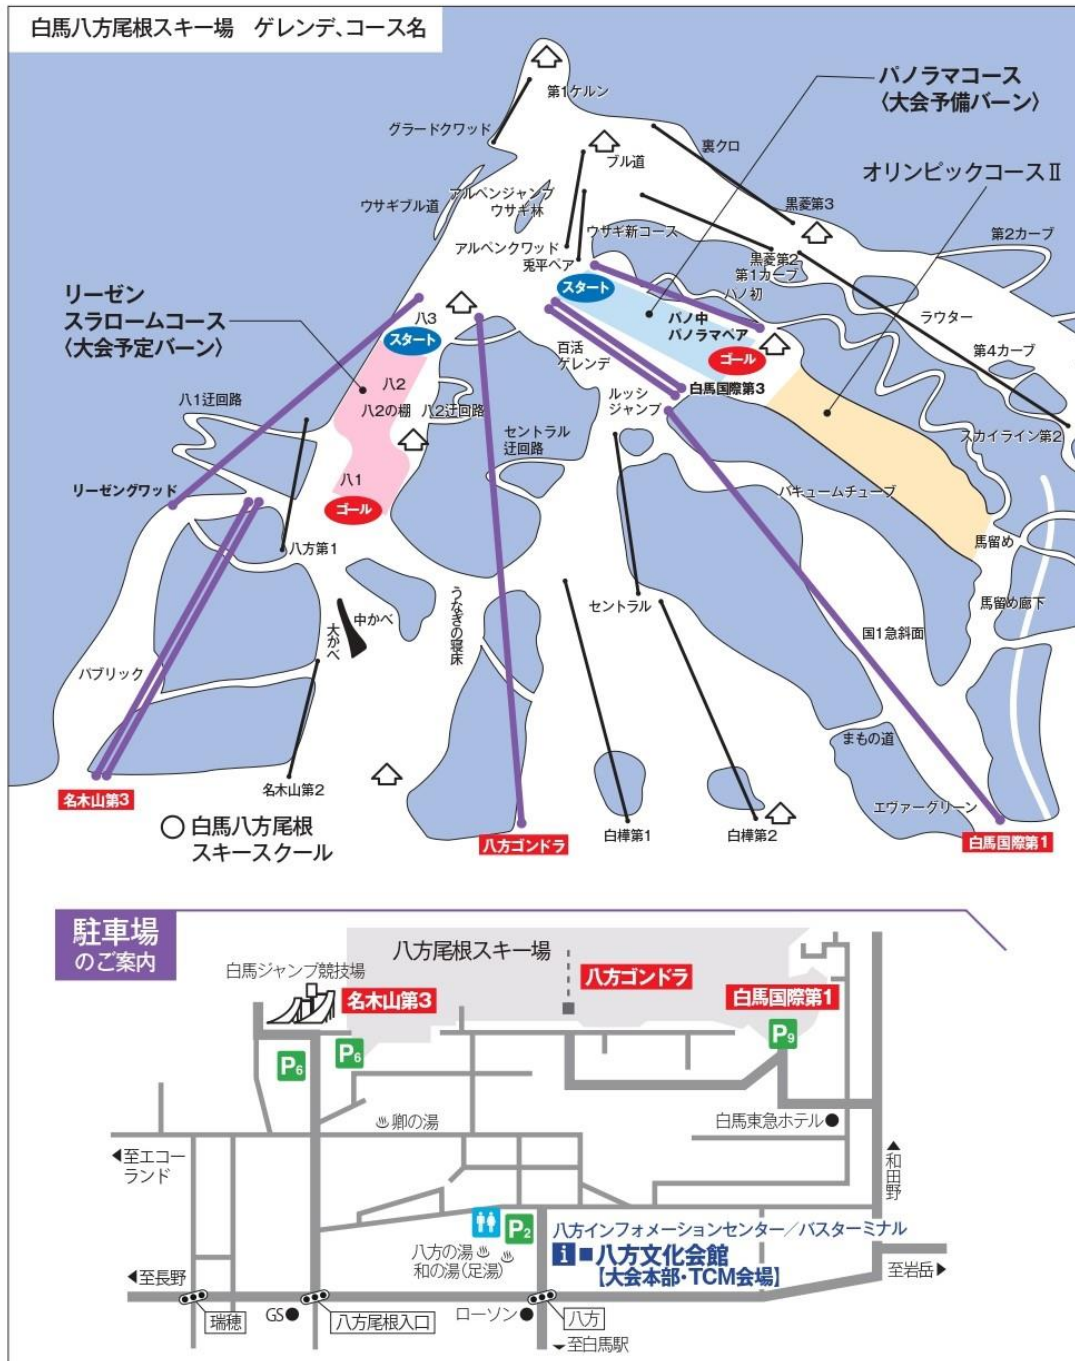 白馬八方尾根スキー場　ゲレンデ、コース名
第1ケルン
グラードクワッド
パノラマコース
〈大会予備バーン〉
裏クロ
ブル道
オリンピックコースⅡ
アルペンジャンプ
ウサギ林
ウサギブル道
黒菱第3
ウサギ新コース
第2カーブ
アルペンクワッド
兎平ペア
黒菱第2
第1カーブ
パノ初
リーゼン
スラロームコース
〈大会予定バーン〉
スタート
八3
スタート
パノ中
パノラマペア
ラウター
百活
ゲレンデ
ゴール
第4カーブ
八2
白馬国際第3
八1迂回路
八2の棚
八2迂回路
ルッシ
ジャンプ
セントラル
迂回路
スカイライン第2
八1
リーゼングワッド
バキュームチューブ
ゴール
馬留め
八方第1
馬留め廊下
うなぎの寝床
セントラル
中かべ
大かべ
国1急斜面
パブリック
まもの道
名木山第3
名木山第2
エヴァーグリーン
白馬八方尾根
スキースクール
八方ゴンドラ
白樺第1
白樺第2
白馬国際第1
駐車場
のご案内
八方尾根スキー場
白馬ジャンプ競技場
八方ゴンドラ
名木山第3
白馬国際第1
P9
P6
P6
郷の湯
白馬東急ホテル
至エコー
ランド
和田野
P2
八方インフォメーションセンター／バスターミナル
八方の湯
和の湯(足湯)
i
八方文化会館
【大会本部・TCM会場】
至長野
至岩岳
瑞穂
GS
八方尾根入口
ローソン
八方
至白馬駅